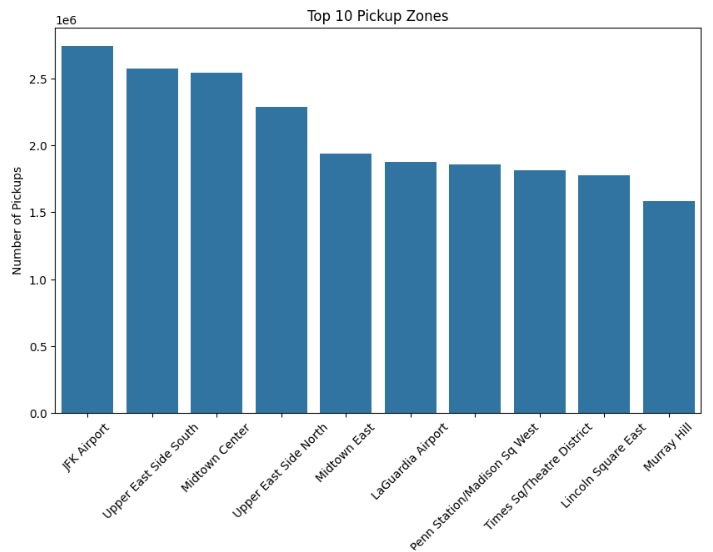 Top 10 Pickup Zones
1e6
Number of Pickups
2.5
2.0
1.5
1.0
0.5
0.0
JFK Airport
Upper East Side South
Midtown Center
Upper East Side North
Midtown East
LaGuardia Airport
Penn Station/Madison Sq West
Times Sq/Theatre District
Lincoln Square East
Murray Hill